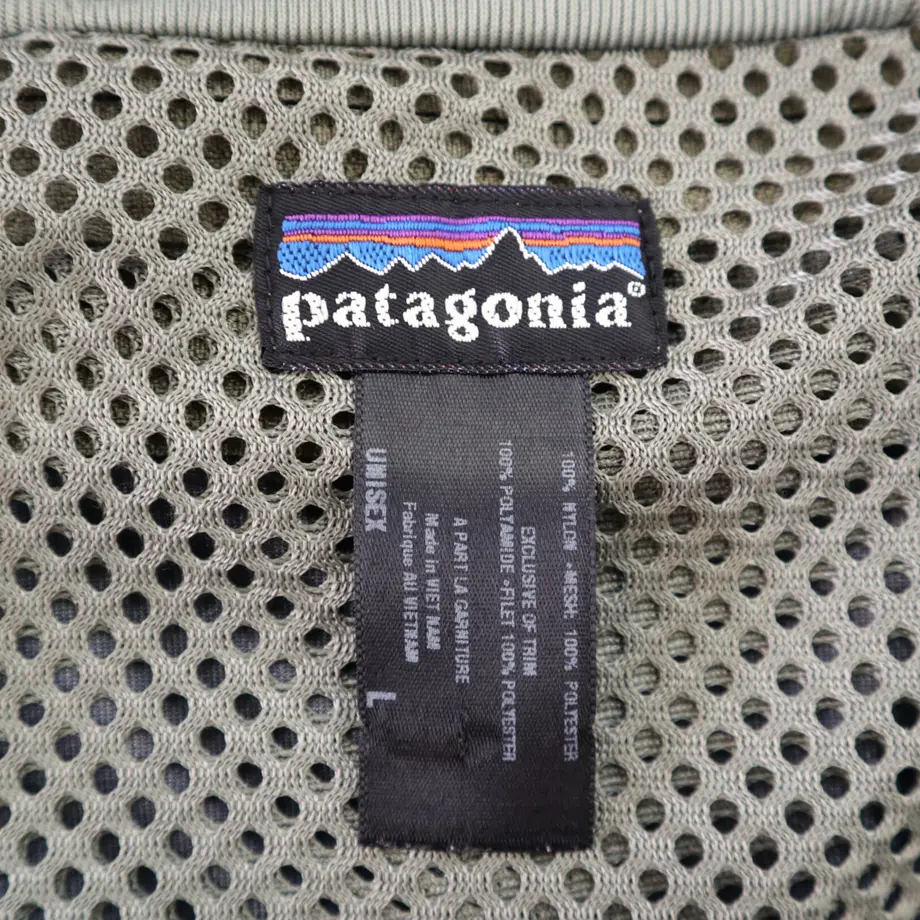 patagonia®
100% NYLON •MESH: 100% POLYESTER
EXCLUSIVE OF TRIM
100% POLYAMIDE •FILET 100% POLYESTER
A PART LA GARNITURE
Made in VIET NAM
Fabrique AU VIETNAM
UNISEX L